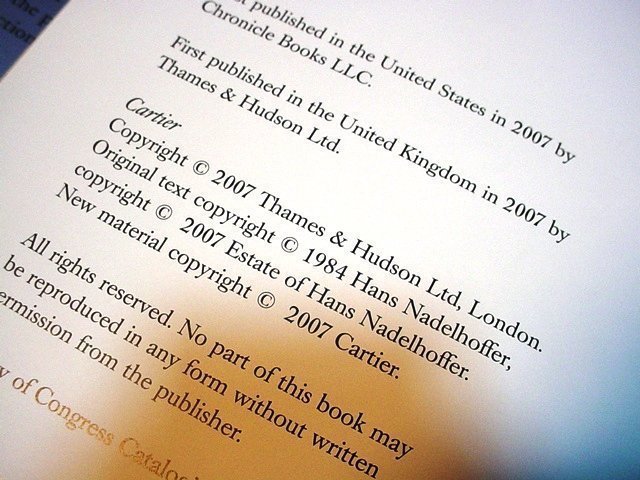 published in the United States in 2007 by
Chronicle Books LLC.
First published in the United Kingdom in 2007 by
Thames & Hudson Ltd.
Cartier
Copyright © 2007 Thames & Hudson Ltd, London.
Original text copyright © 1984 Hans Nadelhoffer,
copyright © 2007 Estate of Hans Nadelhoffer.
New material copyright © 2007 Cartier.
All rights reserved. No part of this book may
be reproduced in any form without written
ermission from the publisher.
y of Congress Catalo